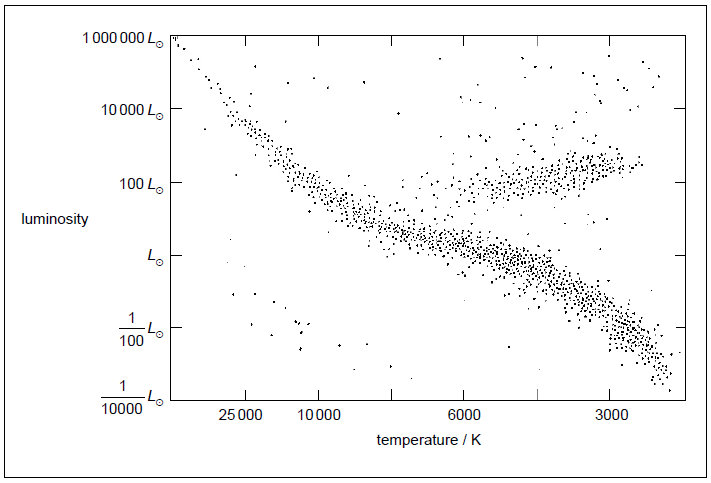 1 000 000 L⊙
10 000 L⊙
100 L⊙
luminosity
L⊙
1
100 L⊙
1
10000 L⊙
25 000 10 000 6000 3000
temperature / K